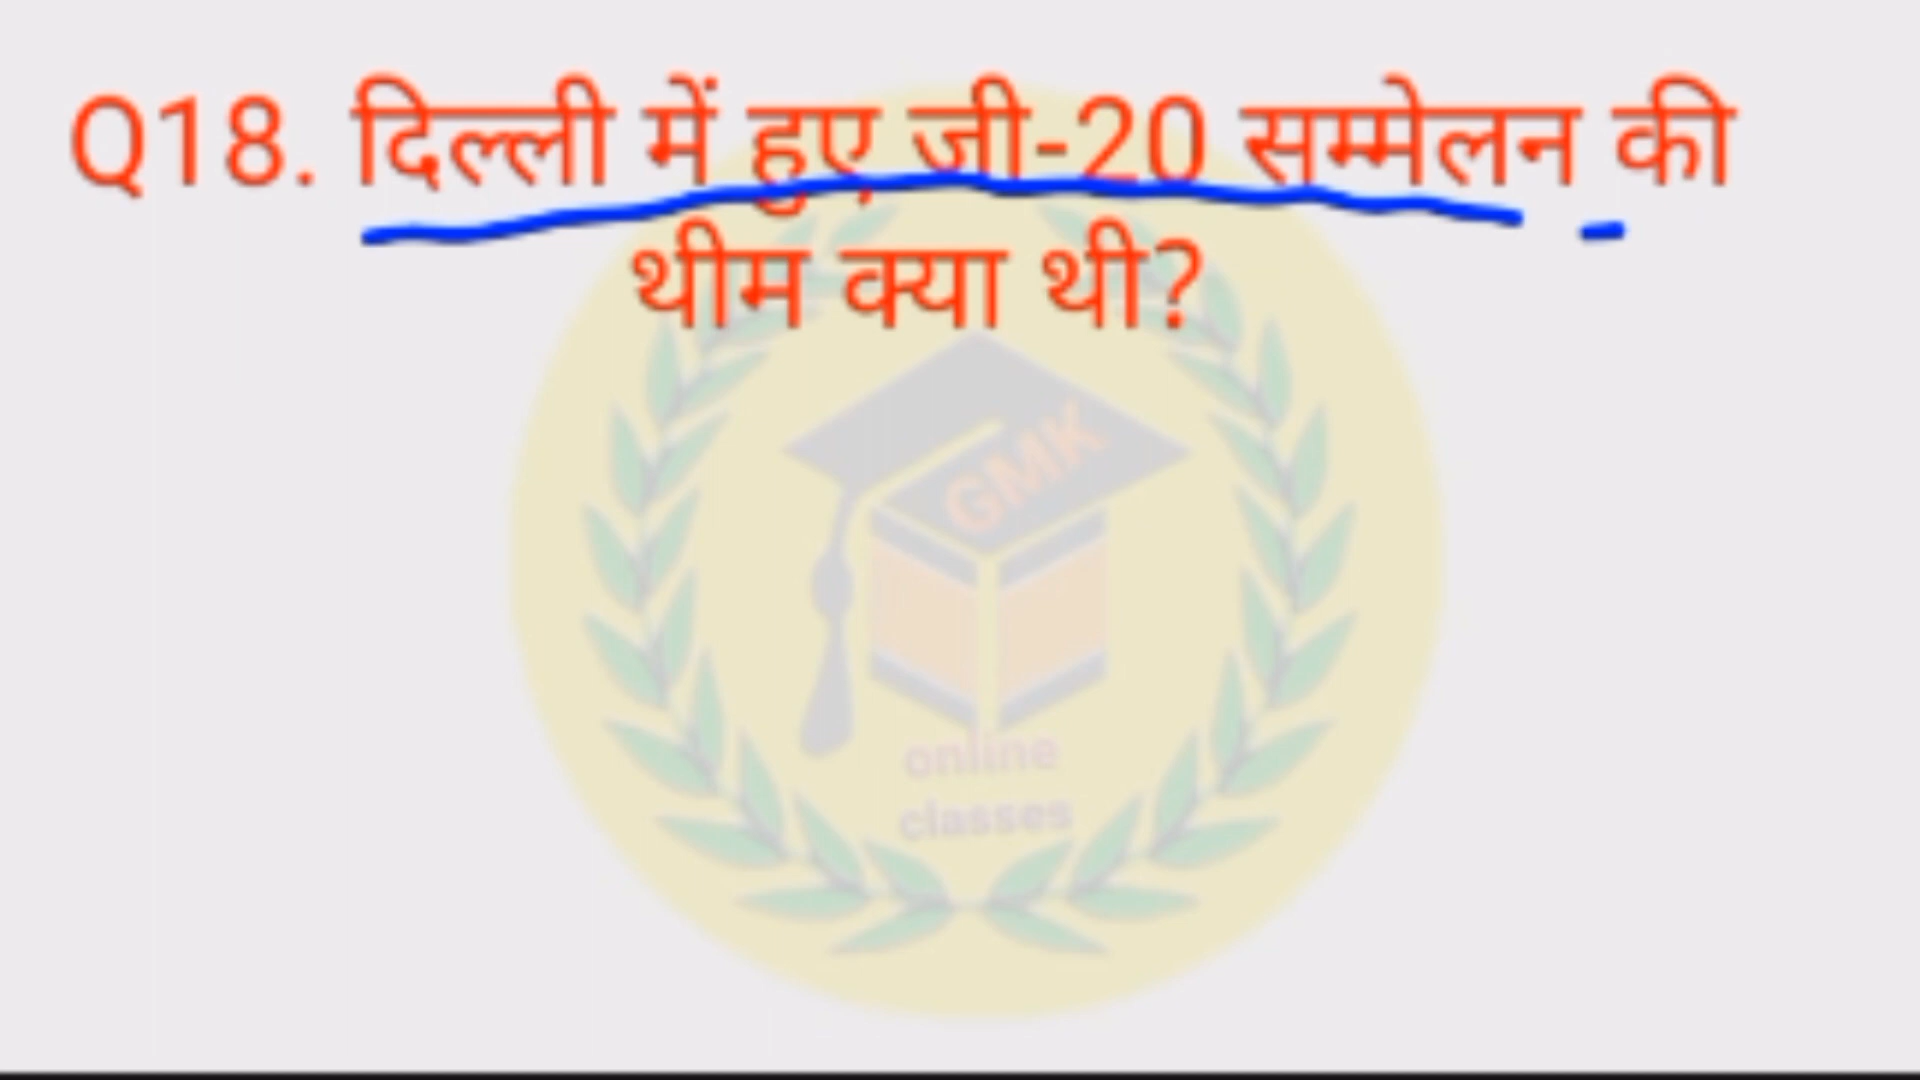 Q18. दिल्ली में हुए जी-20 सम्मेलन की
थीम क्या थी?
GMK
online
classes